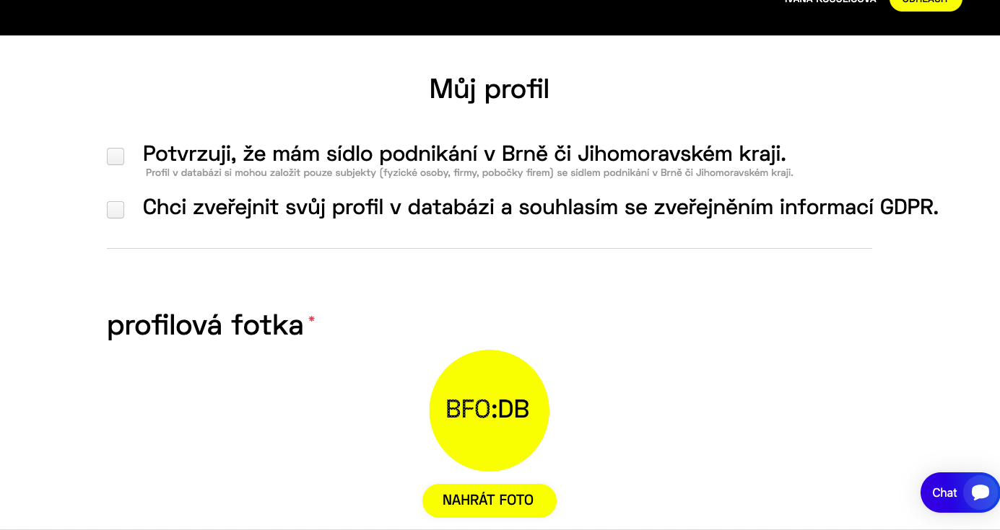 Můj profil
Potvrzuji, že mám sídlo podnikání v Brně či Jihomoravském kraji.
Profil v databázi si mohou založit pouze subjekty (fyzické osoby, firmy, pobočky firem) se sídlem podnikání v Brně či Jihomoravském kraji.
Chci zveřejnit svůj profil v databázi a souhlasím se zveřejněním informací GDPR.
profilová fotka *
BFO:DB
NAHRÁT FOTO
Chat